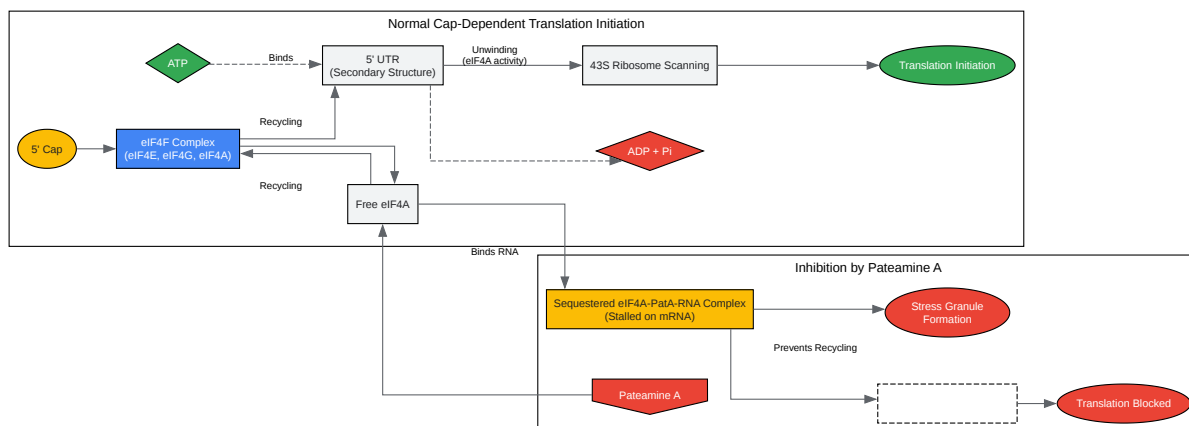 Normal Cap-Dependent Translation Initiation
ATP
Binds
5' UTR
(Secondary Structure)
Unwinding
(eIF4A activity)
43S Ribosome Scanning
Translation Initiation
Recycling
5' Cap
eIF4F Complex
(eIF4E, eIF4G, eIF4A)
ADP + Pi
Recycling
Free eIF4A
Binds RNA
Inhibition by Pateamine A
Sequestered eIF4A-PatA-RNA Complex
(Stalled on mRNA)
Stress Granule
Formation
Prevents Recycling
Pateamine A
Translation Blocked